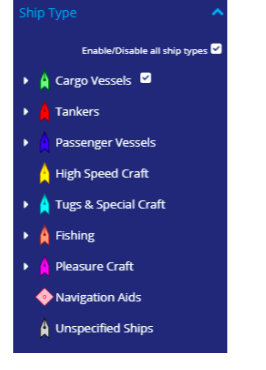 Ship Type
Enable/Disable all ship types
Cargo Vessels
Tankers
Passenger Vessels
High Speed Craft
Tugs & Special Craft
Fishing
Pleasure Craft
Navigation Aids
Unspecified Ships